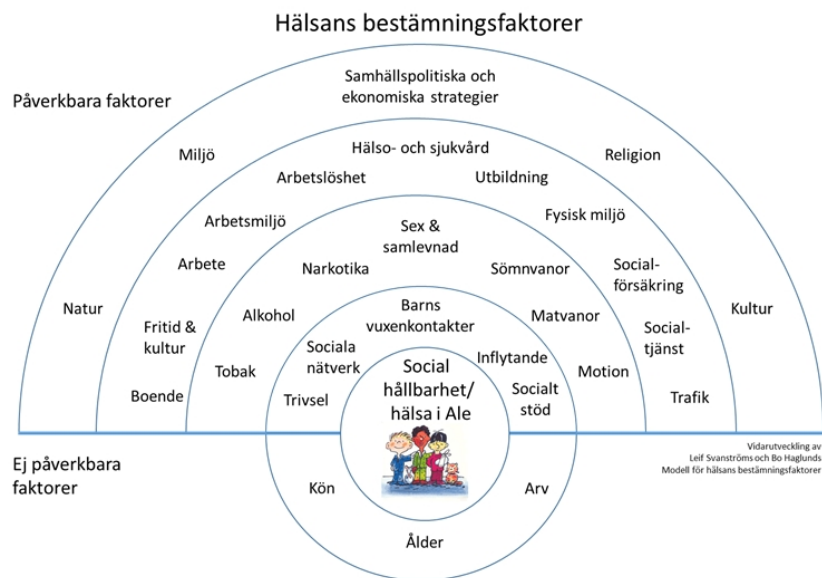 Hälsans bestämningsfaktorer
Påverkbara faktorer
Samhällspolitiska och
ekonomiska strategier
Miljö
Religion
Natur
Kultur
Hälso- och sjukvård
Arbetslöshet
Utbildning
Arbetsmiljö
Fysisk miljö
Arbete
Social-
försäkring
Fritid &
kultur
Social-
tjänst
Boende
Trafik
Sex &
samlevnad
Narkotika
Sömnvanor
Alkohol
Matvanor
Tobak
Motion
Barns
vuxenkontakter
Sociala
nätverk
Inflytande
Trivsel
Socialt
stöd
Social
hållbarhet/
hälsa i Ale
Ej påverkbara
faktorer
Kön
Arv
Ålder
Vidarutveckling av
Leif Svanströms och Bo Haglunds
Modell för hälsans bestämningsfaktorer